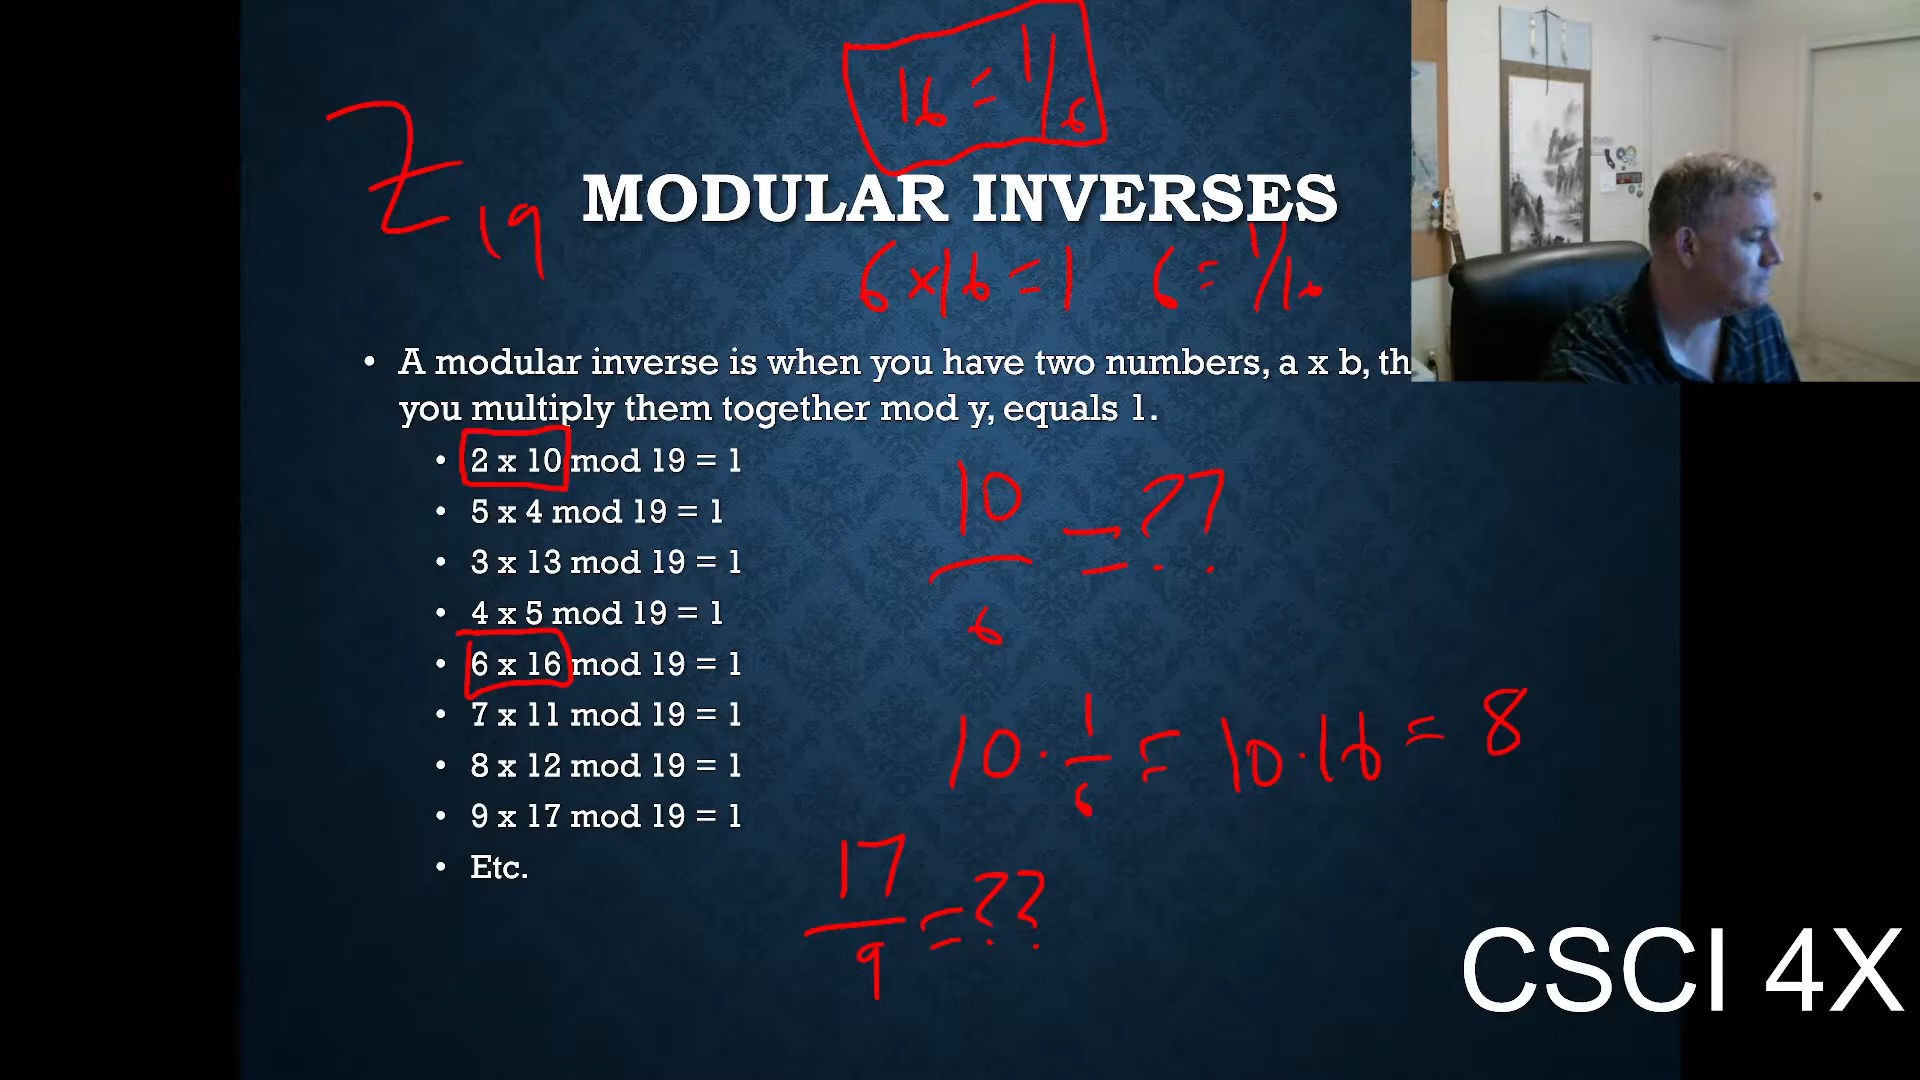 16 = 1/6
Z19
MODULAR INVERSES
6 x 16 = 1 6 = 1/16
• A modular inverse is when you have two numbers, a x b, th
you multiply them together mod y, equals 1.
• 2 x 10 mod 19 = 1
• 5 x 4 mod 19 = 1
• 3 x 13 mod 19 = 1
• 4 x 5 mod 19 = 1
• 6 x 16 mod 19 = 1
• 7 x 11 mod 19 = 1
• 8 x 12 mod 19 = 1
• 9 x 17 mod 19 = 1
• Etc.
10/6 = ??
10 · 1/6 = 10 · 16 = 8
17/9 = ??
CSCI 4X